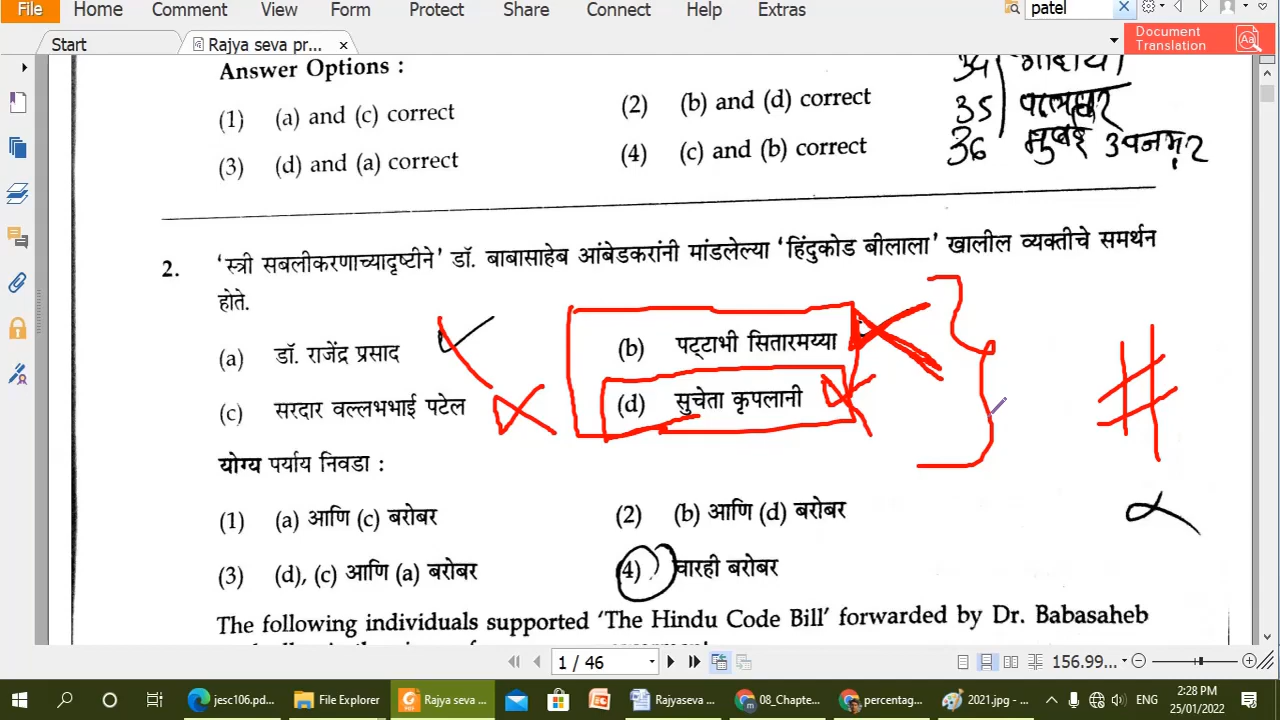 File Home Comment View Form Protect Share Connect Help Extras patel
Start Rajya seva pr... × Document Translation
Answer Options :
(1) (a) and (c) correct (2) (b) and (d) correct
(3) (d) and (a) correct (4) (c) and (b) correct
35 पालघर
36 मुंबई उपनगर
2. 'स्त्री सबलीकरणाच्यादृष्टीने' डॉ. बाबासाहेब आंबेडकरांनी मांडलेल्या 'हिंदुकोड बीलाला' खालील व्यक्तीचे समर्थन
होते.
(a) डॉ. राजेंद्र प्रसाद (b) पट्टाभी सितारमय्या
(c) सरदार वल्लभभाई पटेल (d) सुचेता कृपलानी
योग्य पर्याय निवडा :
(1) (a) आणि (c) बरोबर (2) (b) आणि (d) बरोबर
(3) (d), (c) आणि (a) बरोबर (4) चारही बरोबर
The following individuals supported 'The Hindu Code Bill' forwarded by Dr. Babasaheb
1 / 46 156.99...
jesc106.pd... File Explorer Rajya seva ... Rajyaseva ... 08_Chapte... percentag... 2021.jpg - ... ENG 2:28 PM
25/01/2022